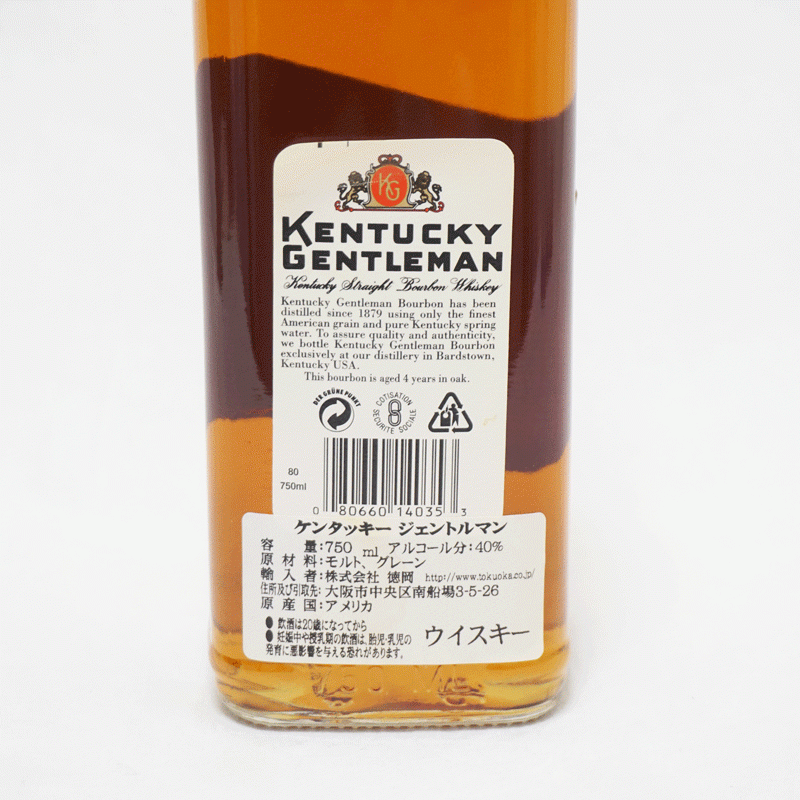 KG
KENTUCKY
GENTLEMAN
Kentucky Straight Bourbon Whiskey
Kentucky Gentleman Bourbon has been
distilled since 1879 using only the finest
American grain and pure Kentucky spring
water. To assure quality and authenticity,
we bottle Kentucky Gentleman Bourbon
exclusively at our distillery in Bardstown,
Kentucky USA.
This bourbon is aged 4 years in oak.
DER GRÜNE PUNKT
COTISATION
SECURITE SOCIALE
80
750ml
0 80660 14035 3
ケンタッキー ジェントルマン
容 量:750 ml アルコール分:40%
原 材 料:モルト、グレーン
輸 入 者:株式会社 徳岡 http://www.tokuoka.co.jp/
住所及び引取先: 大阪市中央区南船場3-5-26
原 産 国:アメリカ
● 飲酒は20歳になってから
● 妊娠中や授乳期の飲酒は、胎児・乳児の
発育に悪影響を与える恐れがあります。
ウイスキー